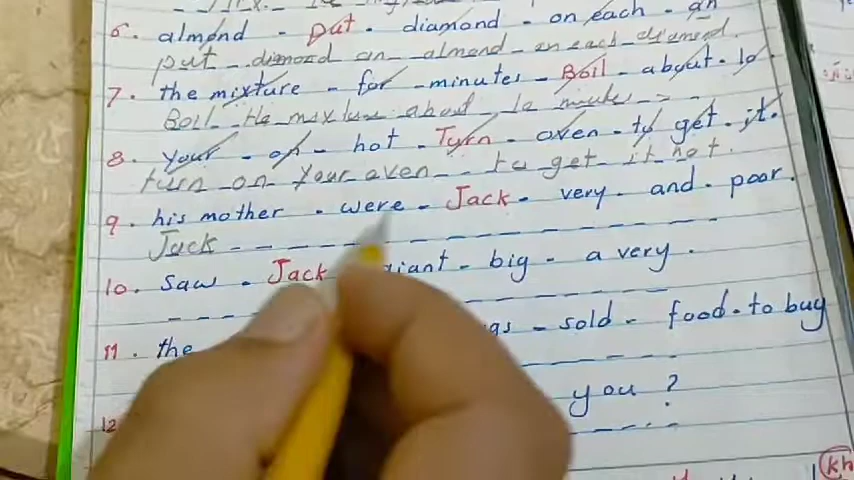 6. almond - put - diamond - on each - an
put diamond on almond on each diamond.
7. the mixture - for - minutes - Boil - about - 10
Boil the mixture about 10 minutes
8. your - on - hot - Turn - oven - to get - it.
turn on your oven to get it hot.
9. his mother - were - Jack - very - and - poor.
Jack
10. saw - Jack giant - big - a very.
11. the - sold - food - to buy
12. you ?
kh